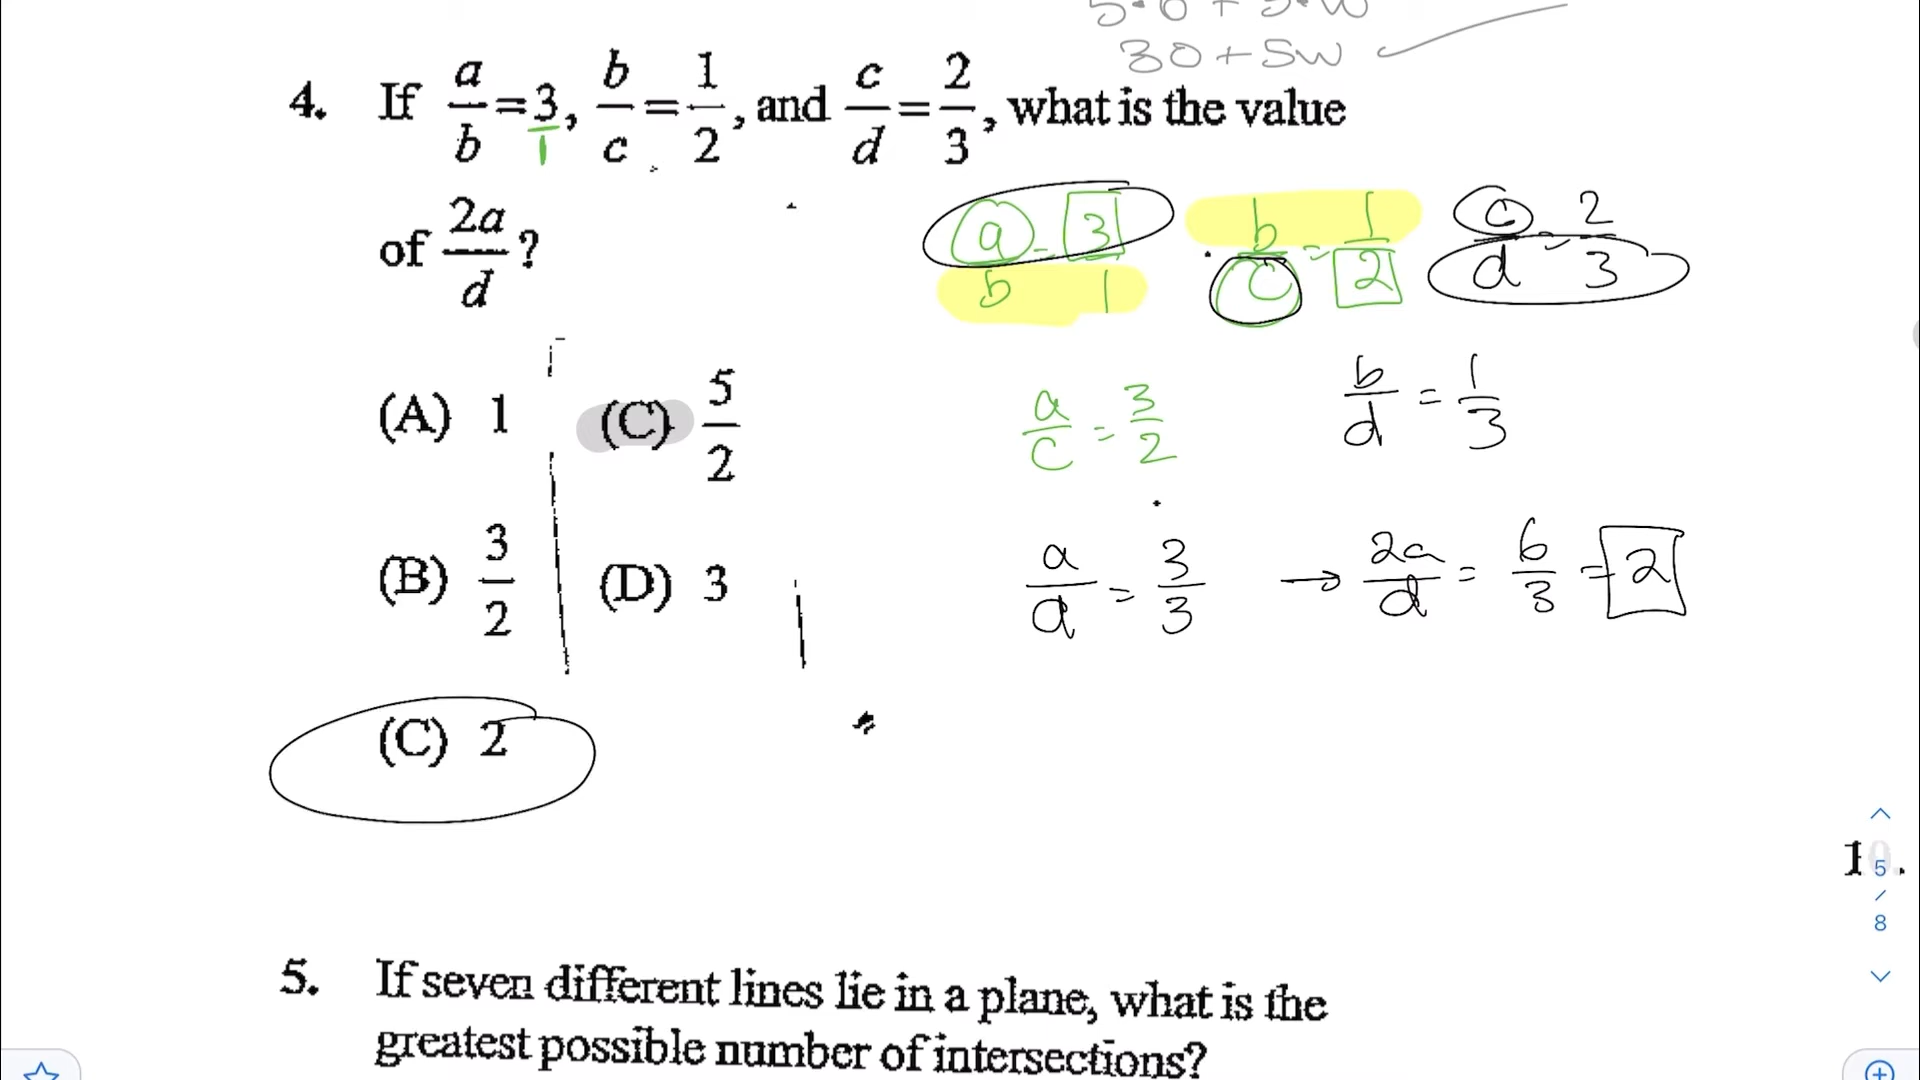 30 + 5w
4. If a/b = 3/1, b/c = 1/2, and c/d = 2/3, what is the value
of 2a/d?
a/b = 3/1
b/c = 1/2
c/d = 2/3
(A) 1
(C) 5/2
a/c = 3/2
b/d = 1/3
(B) 3/2
(D) 3
a/d = 3/3 → 2a/d = 6/3 = 2
(C) 2
5
/
8
5. If seven different lines lie in a plane, what is the
greatest possible number of intersections?